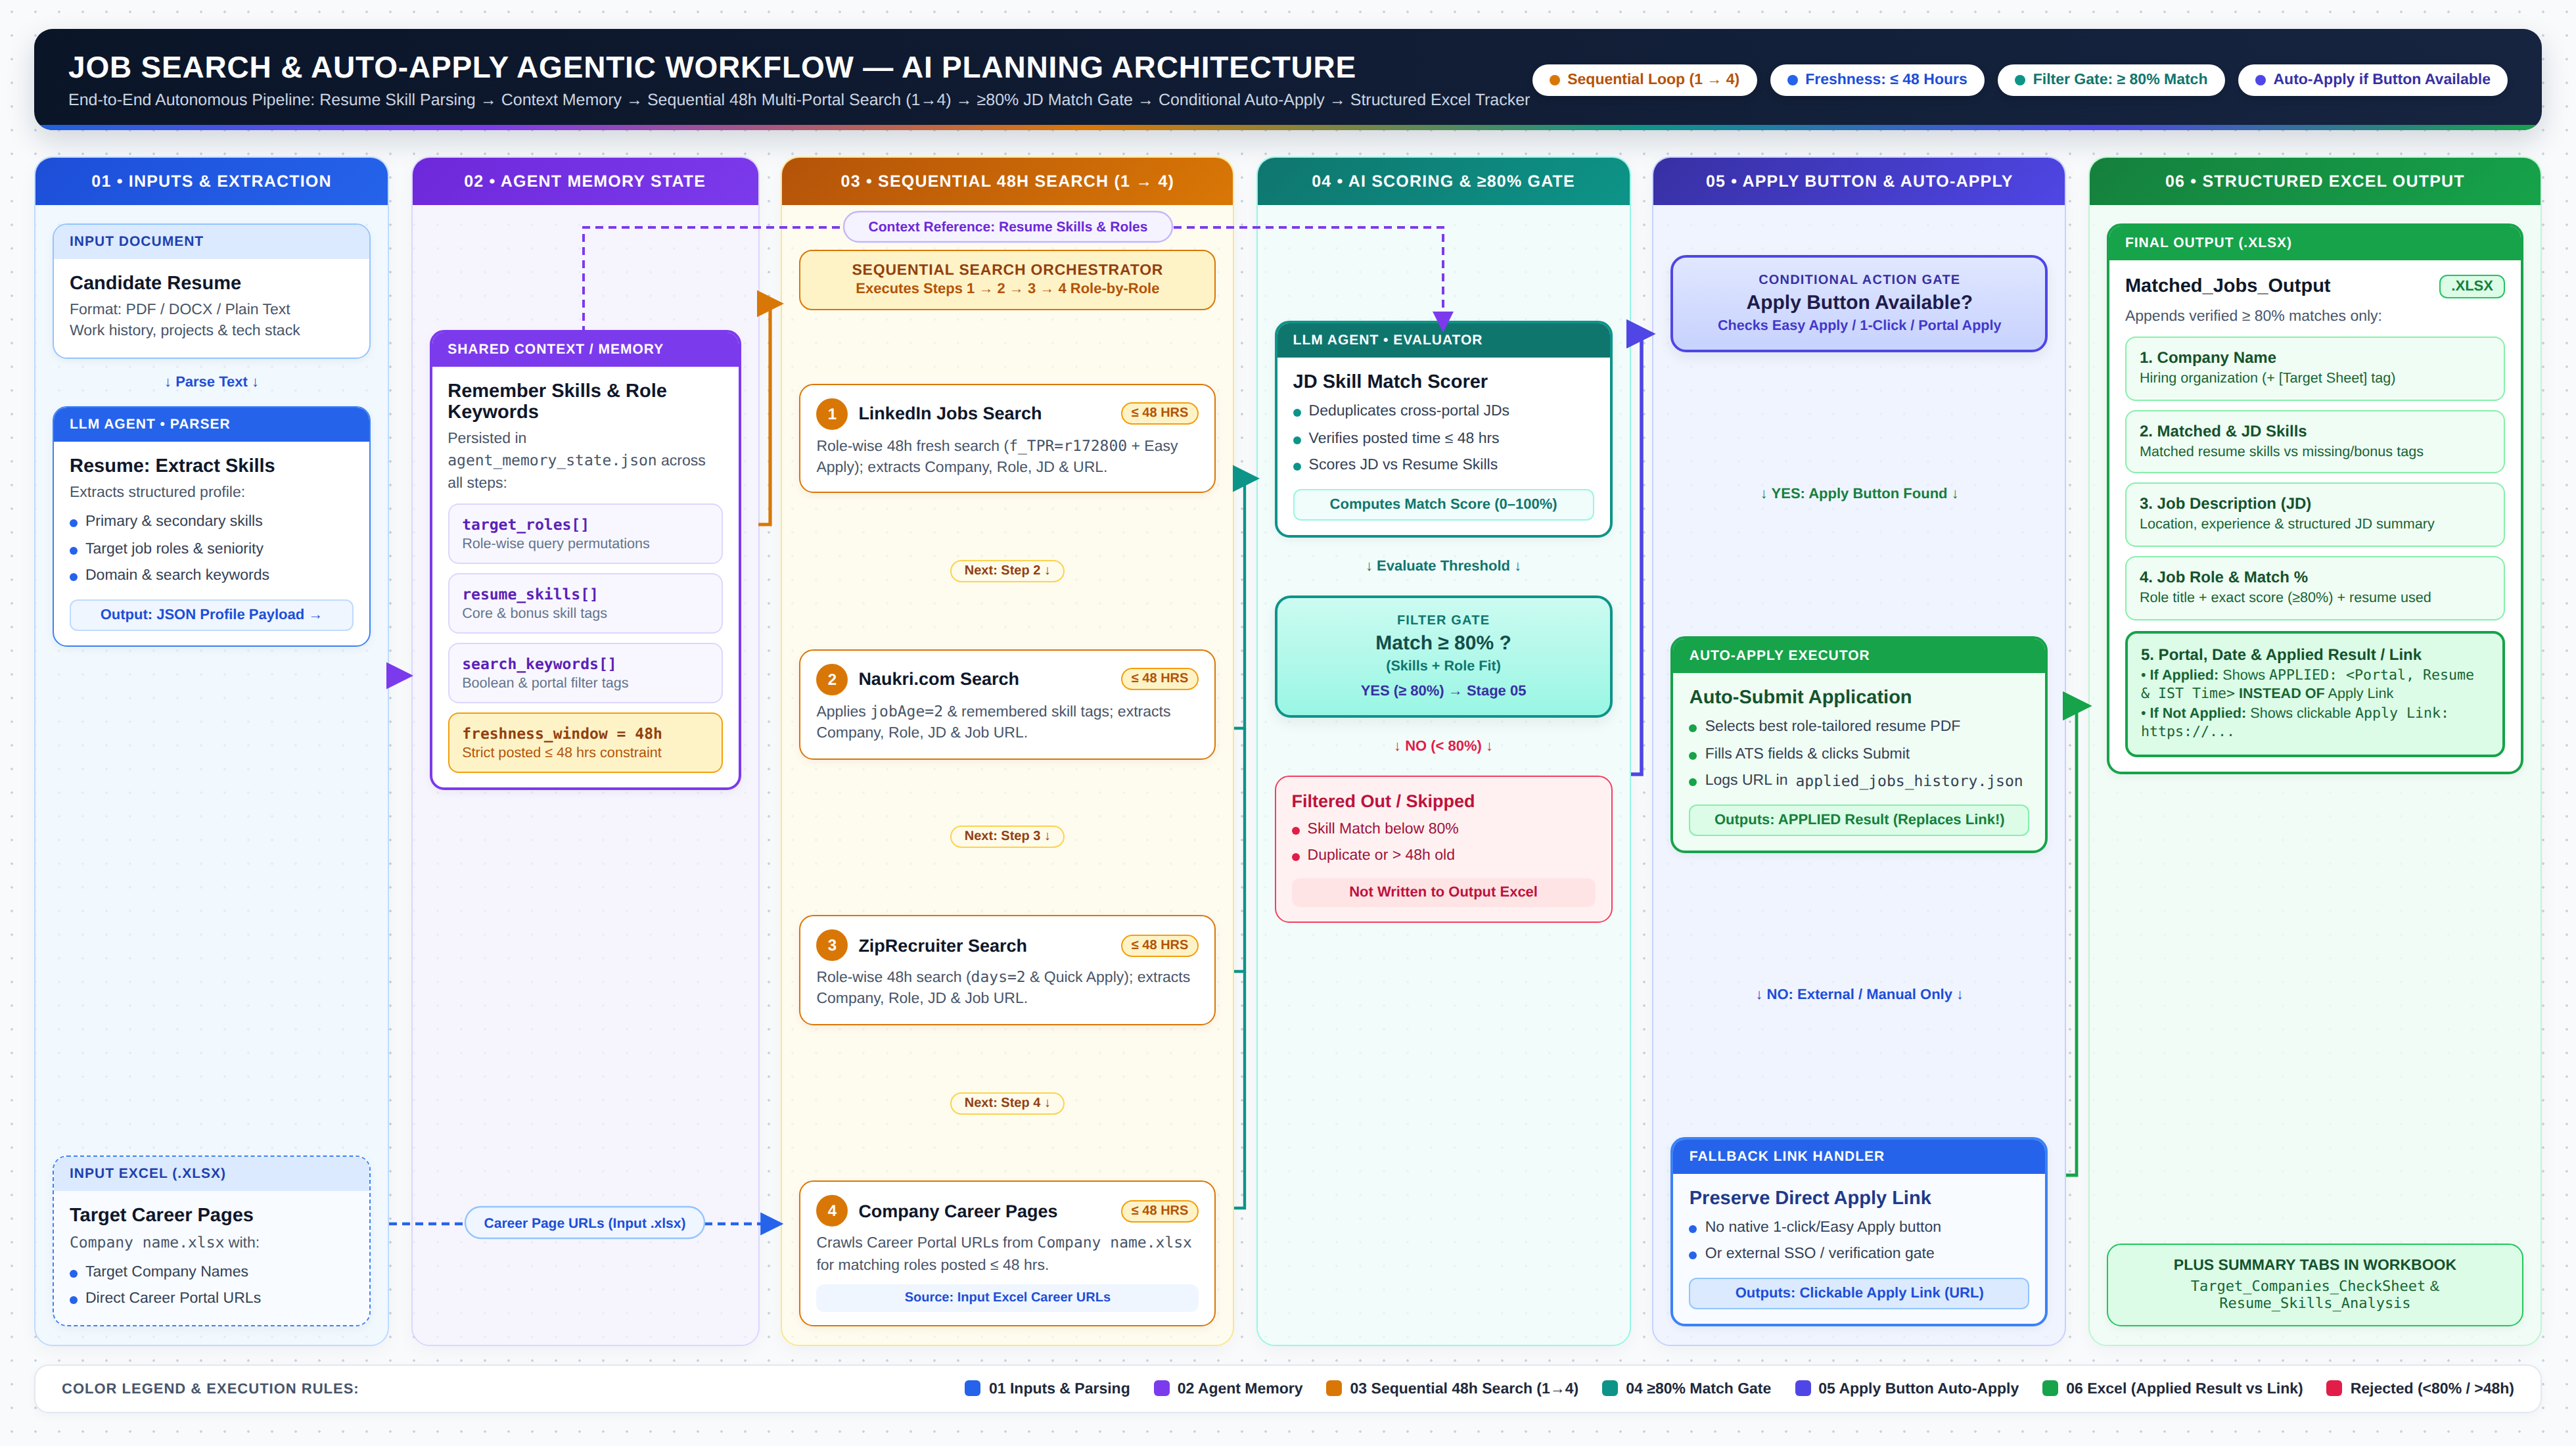 JOB SEARCH & AUTO-APPLY AGENTIC WORKFLOW — AI PLANNING ARCHITECTURE
End-to-End Autonomous Pipeline: Resume Skill Parsing → Context Memory → Sequential 48h Multi-Portal Search (1→4) → ≥80% JD Match Gate → Conditional Auto-Apply → Structured Excel Tracker
Sequential Loop (1 → 4)
Freshness: ≤ 48 Hours
Filter Gate: ≥ 80% Match
Auto-Apply if Button Available
01 • INPUTS & EXTRACTION
INPUT DOCUMENT
Candidate Resume
Format: PDF / DOCX / Plain Text
Work history, projects & tech stack
↓ Parse Text ↓
LLM AGENT • PARSER
Resume: Extract Skills
Extracts structured profile:
Primary & secondary skills
Target job roles & seniority
Domain & search keywords
Output: JSON Profile Payload →
INPUT EXCEL (.XLSX)
Target Career Pages
Company name.xlsx with:
Target Company Names
Direct Career Portal URLs
02 • AGENT MEMORY STATE
SHARED CONTEXT / MEMORY
Remember Skills & Role
Keywords
Persisted in
agent_memory_state.json across
all steps:
target_roles[]
Role-wise query permutations
resume_skills[]
Core & bonus skill tags
search_keywords[]
Boolean & portal filter tags
freshness_window = 48h
Strict posted ≤ 48 hrs constraint
Career Page URLs (Input .xlsx)
03 • SEQUENTIAL 48H SEARCH (1 → 4)
Context Reference: Resume Skills & Roles
SEQUENTIAL SEARCH ORCHESTRATOR
Executes Steps 1 → 2 → 3 → 4 Role-by-Role
1 LinkedIn Jobs Search ≤ 48 HRS
Role-wise 48h fresh search (f_TPR=r172800 + Easy
Apply); extracts Company, Role, JD & URL.
Next: Step 2 ↓
2 Naukri.com Search ≤ 48 HRS
Applies jobAge=2 & remembered skill tags; extracts
Company, Role, JD & Job URL.
Next: Step 3 ↓
3 ZipRecruiter Search ≤ 48 HRS
Role-wise 48h search (days=2 & Quick Apply); extracts
Company, Role, JD & Job URL.
Next: Step 4 ↓
4 Company Career Pages ≤ 48 HRS
Crawls Career Portal URLs from Company name.xlsx
for matching roles posted ≤ 48 hrs.
Source: Input Excel Career URLs
04 • AI SCORING & ≥80% GATE
LLM AGENT • EVALUATOR
JD Skill Match Scorer
Deduplicates cross-portal JDs
Verifies posted time ≤ 48 hrs
Scores JD vs Resume Skills
Computes Match Score (0–100%)
↓ Evaluate Threshold ↓
FILTER GATE
Match ≥ 80% ?
(Skills + Role Fit)
YES (≥ 80%) → Stage 05
↓ NO (< 80%) ↓
Filtered Out / Skipped
Skill Match below 80%
Duplicate or > 48h old
Not Written to Output Excel
05 • APPLY BUTTON & AUTO-APPLY
CONDITIONAL ACTION GATE
Apply Button Available?
Checks Easy Apply / 1-Click / Portal Apply
↓ YES: Apply Button Found ↓
AUTO-APPLY EXECUTOR
Auto-Submit Application
Selects best role-tailored resume PDF
Fills ATS fields & clicks Submit
Logs URL in applied_jobs_history.json
Outputs: APPLIED Result (Replaces Link!)
↓ NO: External / Manual Only ↓
FALLBACK LINK HANDLER
Preserve Direct Apply Link
No native 1-click/Easy Apply button
Or external SSO / verification gate
Outputs: Clickable Apply Link (URL)
06 • STRUCTURED EXCEL OUTPUT
FINAL OUTPUT (.XLSX)
Matched_Jobs_Output .XLSX
Appends verified ≥ 80% matches only:
1. Company Name
Hiring organization (+ [Target Sheet] tag)
2. Matched & JD Skills
Matched resume skills vs missing/bonus tags
3. Job Description (JD)
Location, experience & structured JD summary
4. Job Role & Match %
Role title + exact score (≥80%) + resume used
5. Portal, Date & Applied Result / Link
• If Applied: Shows APPLIED: <Portal, Resume
& IST Time> INSTEAD OF Apply Link
• If Not Applied: Shows clickable Apply Link:
https://...
PLUS SUMMARY TABS IN WORKBOOK
Target_Companies_CheckSheet &
Resume_Skills_Analysis
COLOR LEGEND & EXECUTION RULES:
01 Inputs & Parsing
02 Agent Memory
03 Sequential 48h Search (1→4)
04 ≥80% Match Gate
05 Apply Button Auto-Apply
06 Excel (Applied Result vs Link)
Rejected (<80% / >48h)